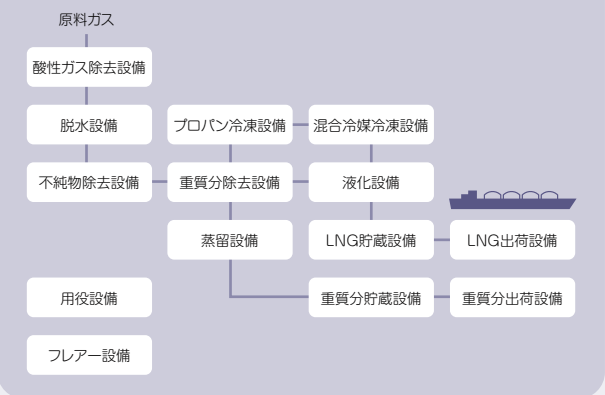 原料ガス
酸性ガス除去設備
脱水設備
プロパン冷凍設備
混合冷媒冷凍設備
不純物除去設備
重質分除去設備
液化設備
蒸留設備
LNG貯蔵設備
LNG出荷設備
用役設備
重質分貯蔵設備
重質分出荷設備
フレアー設備